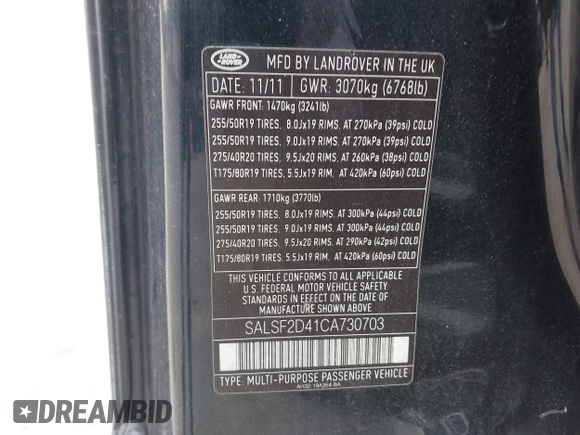 LAND ROVER
MFD BY LANDROVER IN THE UK
DATE: 11/11 GWR: 3070kg (6768lb)
GAWR FRONT: 1470kg (3241lb)
255/50R19 TIRES, 8.0Jx19 RIMS, AT 270kPa (39psi) COLD
255/50R19 TIRES, 9.0Jx19 RIMS, AT 270kPa (39psi) COLD
275/40R20 TIRES, 9.5Jx20 RIMS, AT 260kPa (38psi) COLD
T175/80R19 TIRES, 5.5Jx19 RIM, AT 420kPa (60psi) COLD
GAWR REAR: 1710kg (3770lb)
255/50R19 TIRES, 8.0Jx19 RIMS, AT 300kPa (44psi) COLD
255/50R19 TIRES, 9.0Jx19 RIMS, AT 300kPa (44psi) COLD
275/40R20 TIRES, 9.5Jx20 RIMS, AT 290kPa (42psi) COLD
T175/80R19 TIRES, 5.5Jx19 RIM, AT 420kPa (60psi) COLD
THIS VEHICLE CONFORMS TO ALL APPLICABLE
U.S. FEDERAL MOTOR VEHICLE SAFETY
STANDARDS IN EFFECT ON THE DATE OF
MANUFACTURE SHOWN ABOVE
SALSF2D41CA730703
TYPE: MULTI-PURPOSE PASSENGER VEHICLE
AH32-19A354-BA
DREAMBID